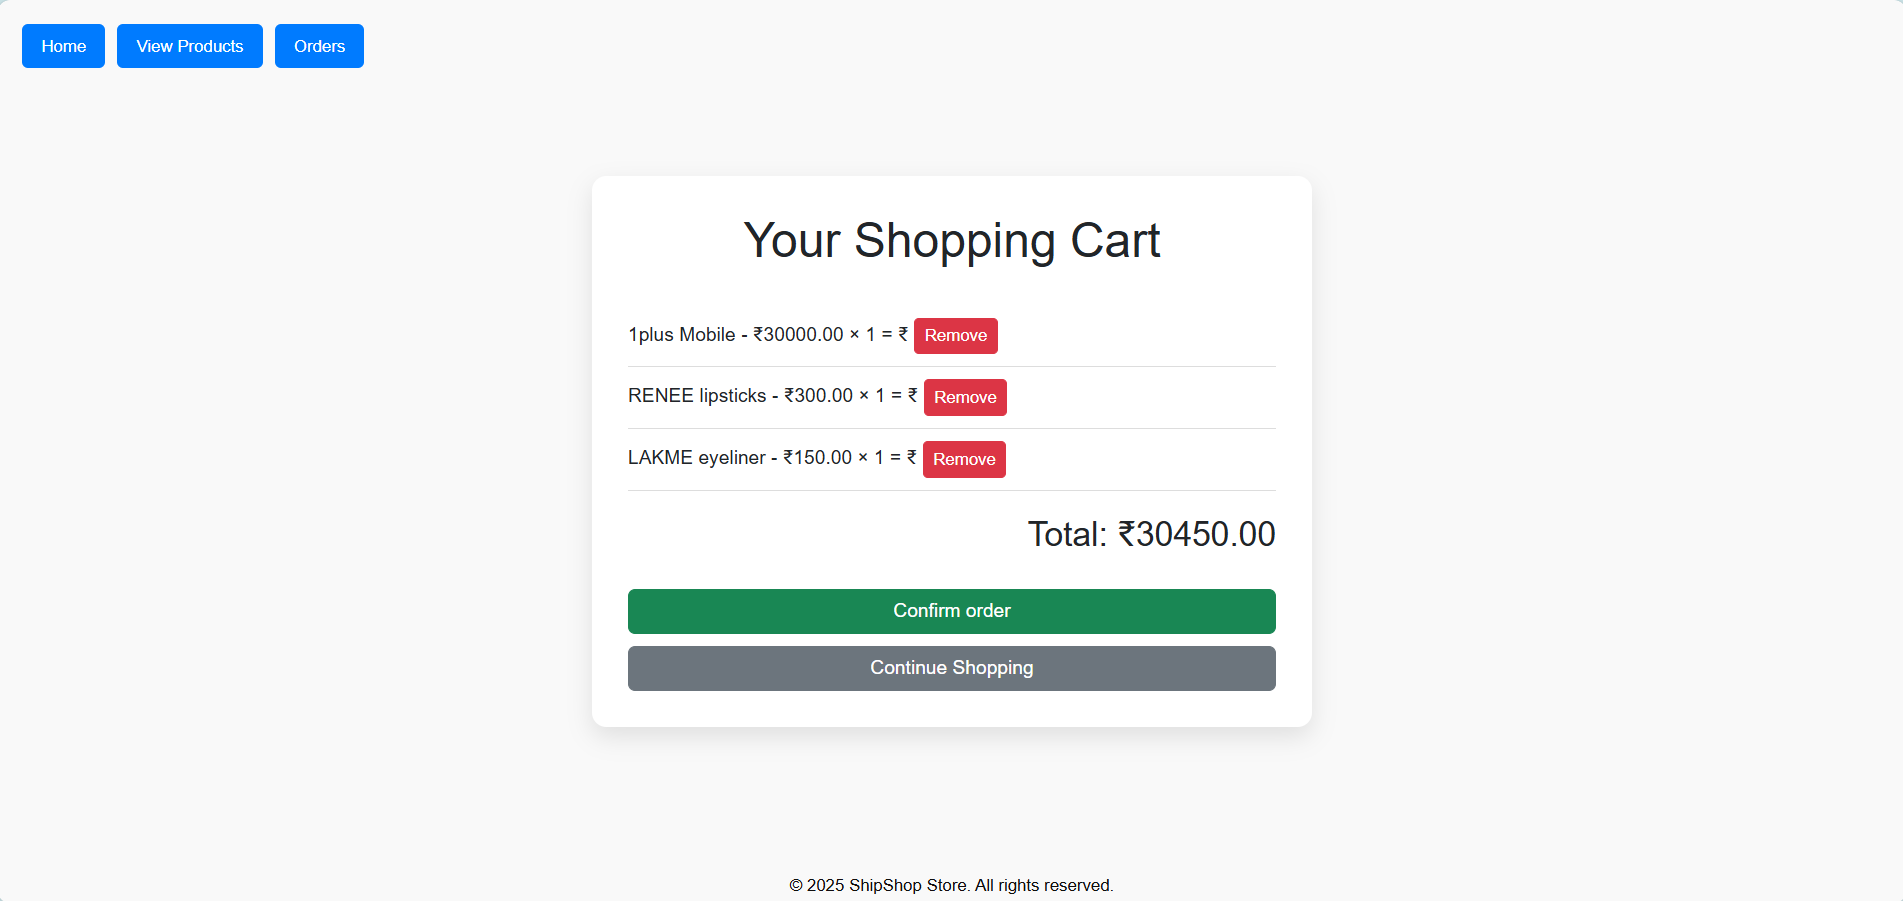 Home View Products Orders
Your Shopping Cart
1plus Mobile - ₹30000.00 × 1 = ₹ Remove
RENEE lipsticks - ₹300.00 × 1 = ₹ Remove
LAKME eyeliner - ₹150.00 × 1 = ₹ Remove
Total: ₹30450.00
Confirm order
Continue Shopping
© 2025 ShipShop Store. All rights reserved.